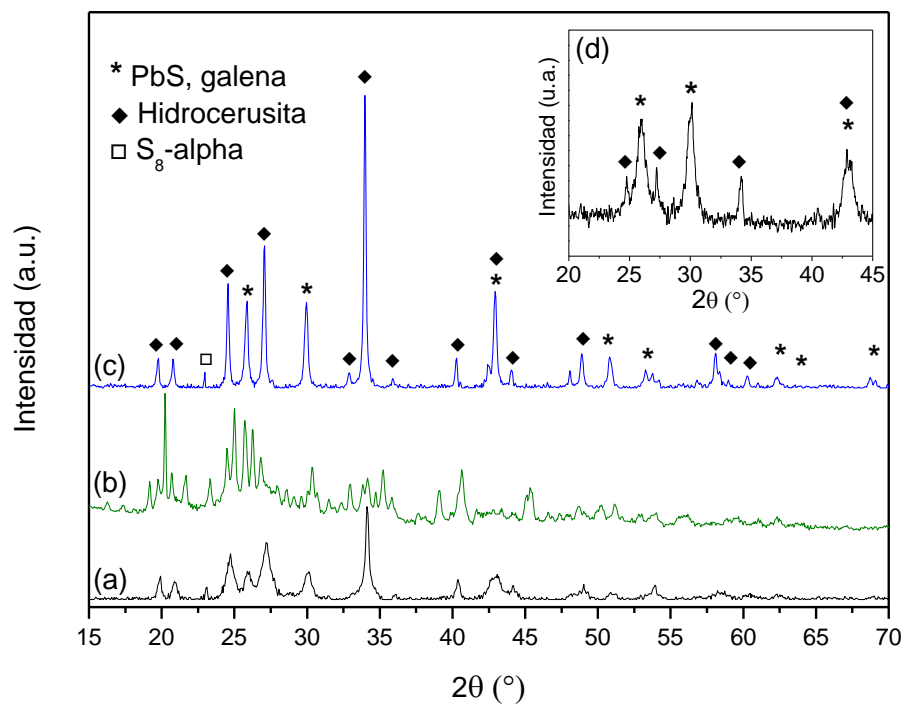 * PbS, galena
◆ Hidrocerusita
□ S₈-alpha
(d)
Intensidad (u.a.)
20 25 30 35 40 45
2θ (°)
(c)
(b)
(a)
Intensidad (a.u.)
15 20 25 30 35 40 45 50 55 60 65 70
2θ (°)